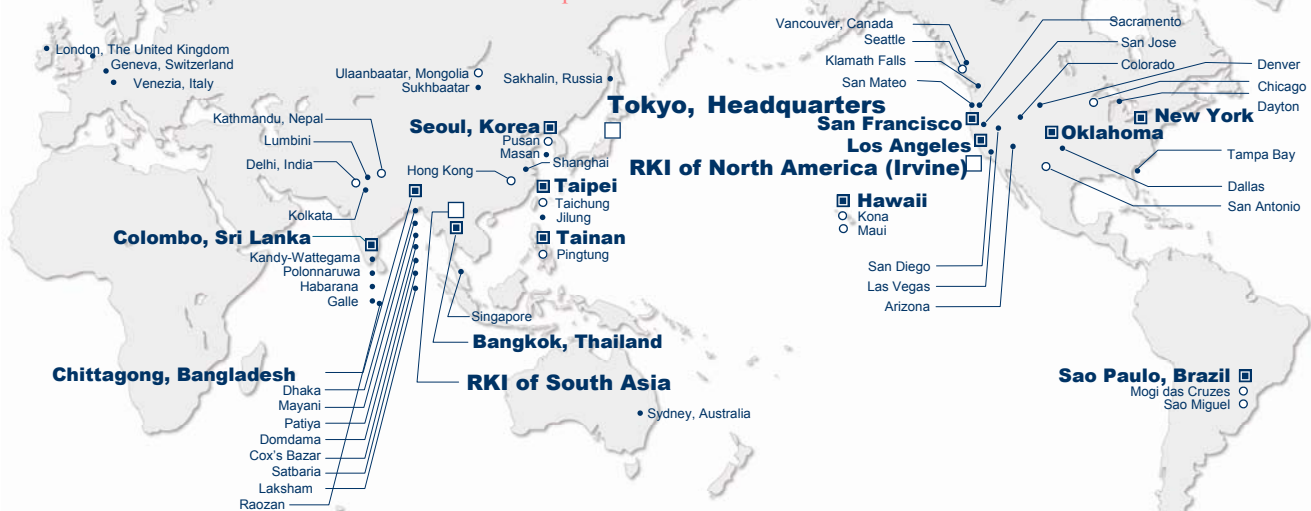 London, The United Kingdom
Geneva, Switzerland
Venezia, Italy
Ulaanbaatar, Mongolia
Sukhbaatar
Sakhalin, Russia
Tokyo, Headquarters
Kathmandu, Nepal
Lumbini
Delhi, India
Kolkata
Seoul, Korea
Pusan
Masan
Shanghai
Hong Kong
Taipei
Taichung
Jilung
Tainan
Pingtung
Colombo, Sri Lanka
Kandy-Wattegama
Polonnaruwa
Habarana
Galle
Singapore
Bangkok, Thailand
RKI of South Asia
Chittagong, Bangladesh
Dhaka
Mayani
Patiya
Domdama
Cox's Bazar
Satbaria
Laksham
Raozan
Sydney, Australia
Vancouver, Canada
Seattle
Klamath Falls
San Mateo
San Francisco
Los Angeles
RKI of North America (Irvine)
Hawaii
Kona
Maui
San Diego
Las Vegas
Arizona
Sacramento
San Jose
Colorado
Denver
Chicago
Dayton
New York
Oklahoma
Tampa Bay
Dallas
San Antonio
Sao Paulo, Brazil
Mogi das Cruzes
Sao Miguel